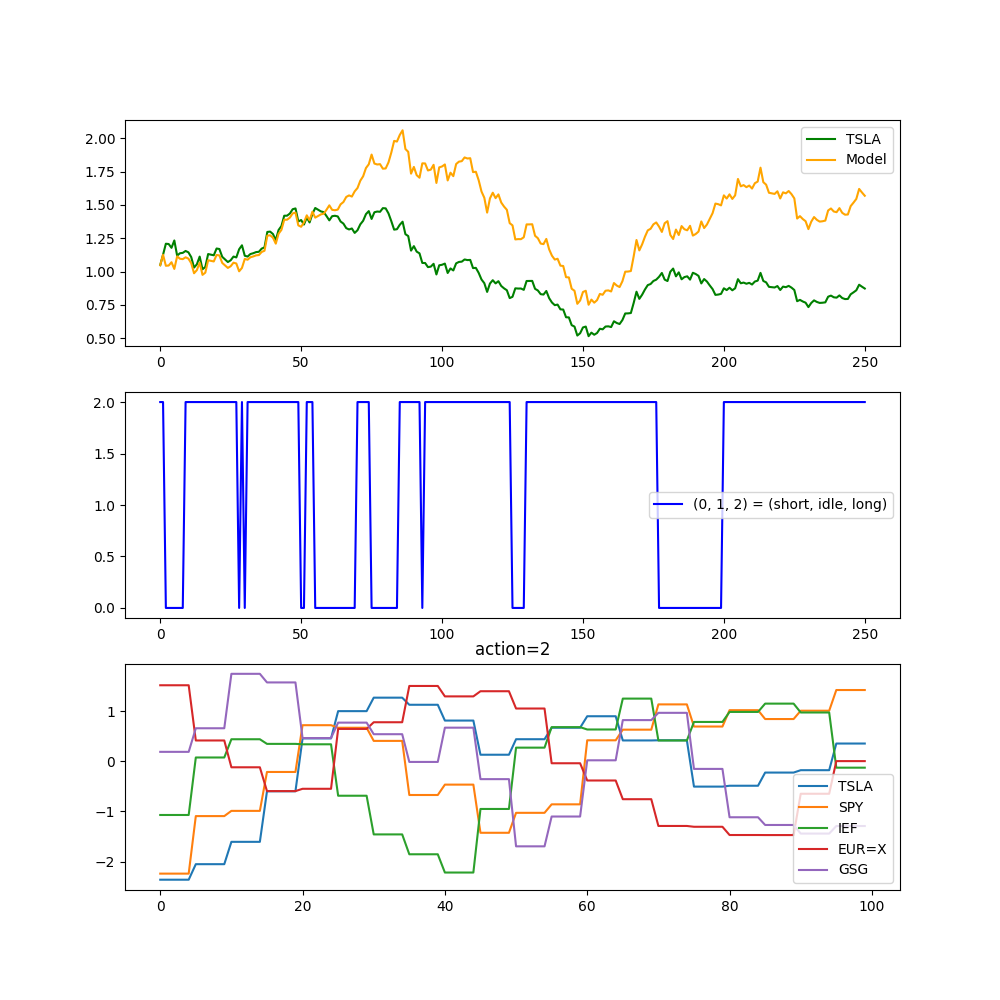 2.00
1.75
1.50
1.25
1.00
0.75
0.50
TSLA
Model
0 50 100 150 200 250
2.0
1.5
1.0
0.5
0.0
(0, 1, 2) = (short, idle, long)
0 50 100 150 200 250
action=2
1
0
−1
−2
TSLA
SPY
IEF
EUR=X
GSG
0 20 40 60 80 100